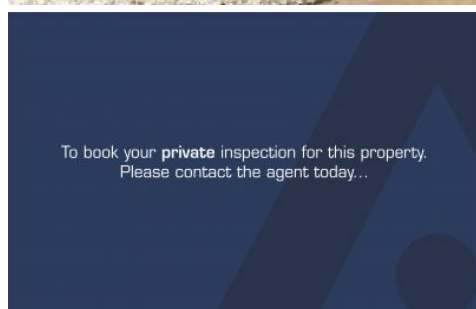 To book your private inspection for this property.
Please contact the agent today...